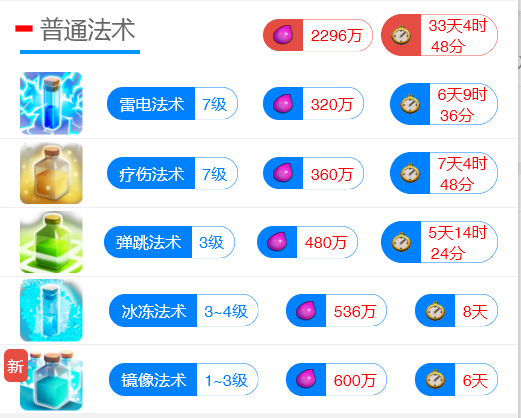 普通法术 2296万 33天4时
48分
雷电法术 7级 320万 6天9时
36分
疗伤法术 7级 360万 7天4时
48分
弹跳法术 3级 480万 5天14时
24分
冰冻法术 3~4级 536万 8天
新 镜像法术 1~3级 600万 6天